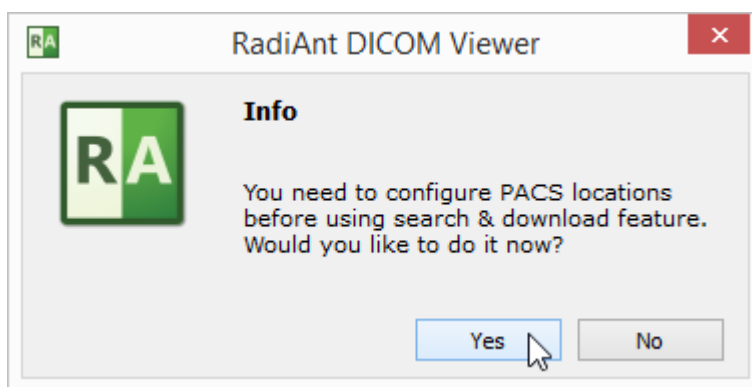 RA RadiAnt DICOM Viewer
Info
RA
You need to configure PACS locations
before using search & download feature.
Would you like to do it now?
Yes No